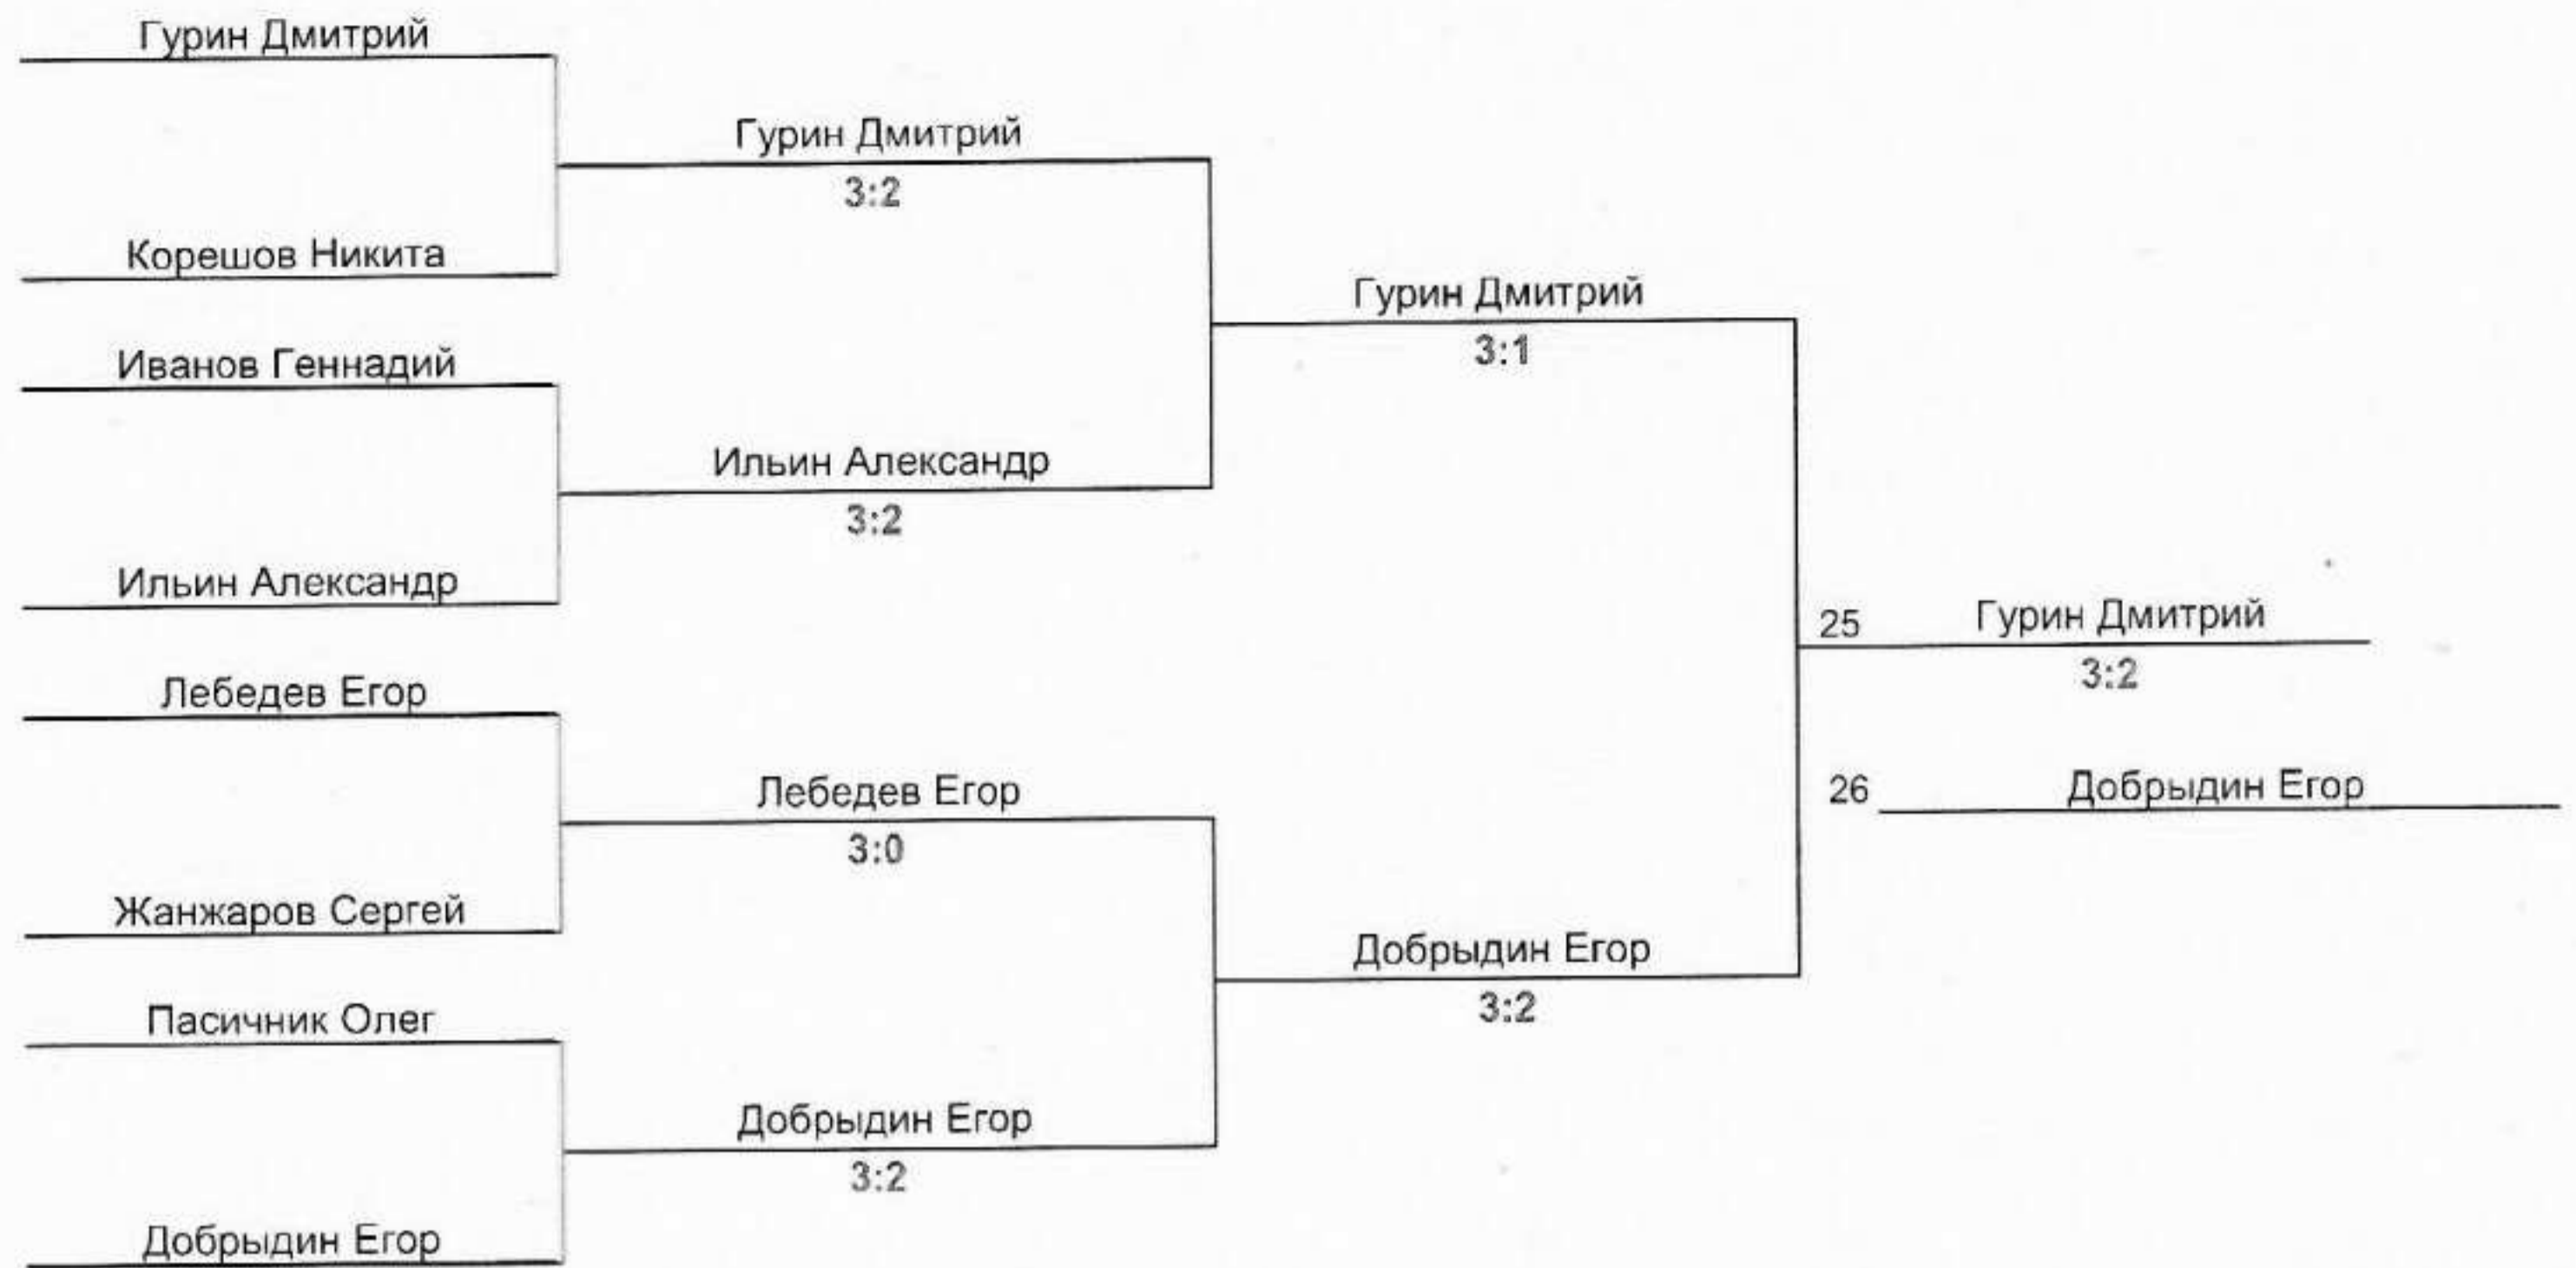 Гурин Дмитрий
Гурин Дмитрий
3:2
Корешов Никита
Гурин Дмитрий
3:1
Иванов Геннадий
Ильин Александр
3:2
Ильин Александр
25 Гурин Дмитрий
3:2
Лебедев Егор
Лебедев Егор
3:0
26 Добрыдин Егор
Жанжаров Сергей
Добрыдин Егор
3:2
Пасичник Олег
Добрыдин Егор
3:2
Добрыдин Егор